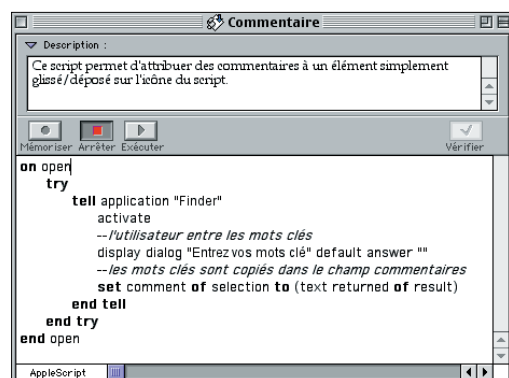 Commentaire
Description :
Ce script permet d'attribuer des commentaires à un élément simplement
glissé/déposé sur l'icône du script.
Mémoriser Arrêter Exécuter Vérifier
on open
try
tell application "Finder"
activate
--l'utilisateur entre les mots clés
display dialog "Entrez vos mots clé" default answer ""
--les mots clés sont copiés dans le champ commentaires
set comment of selection to (text returned of result)
end tell
end try
end open
AppleScript